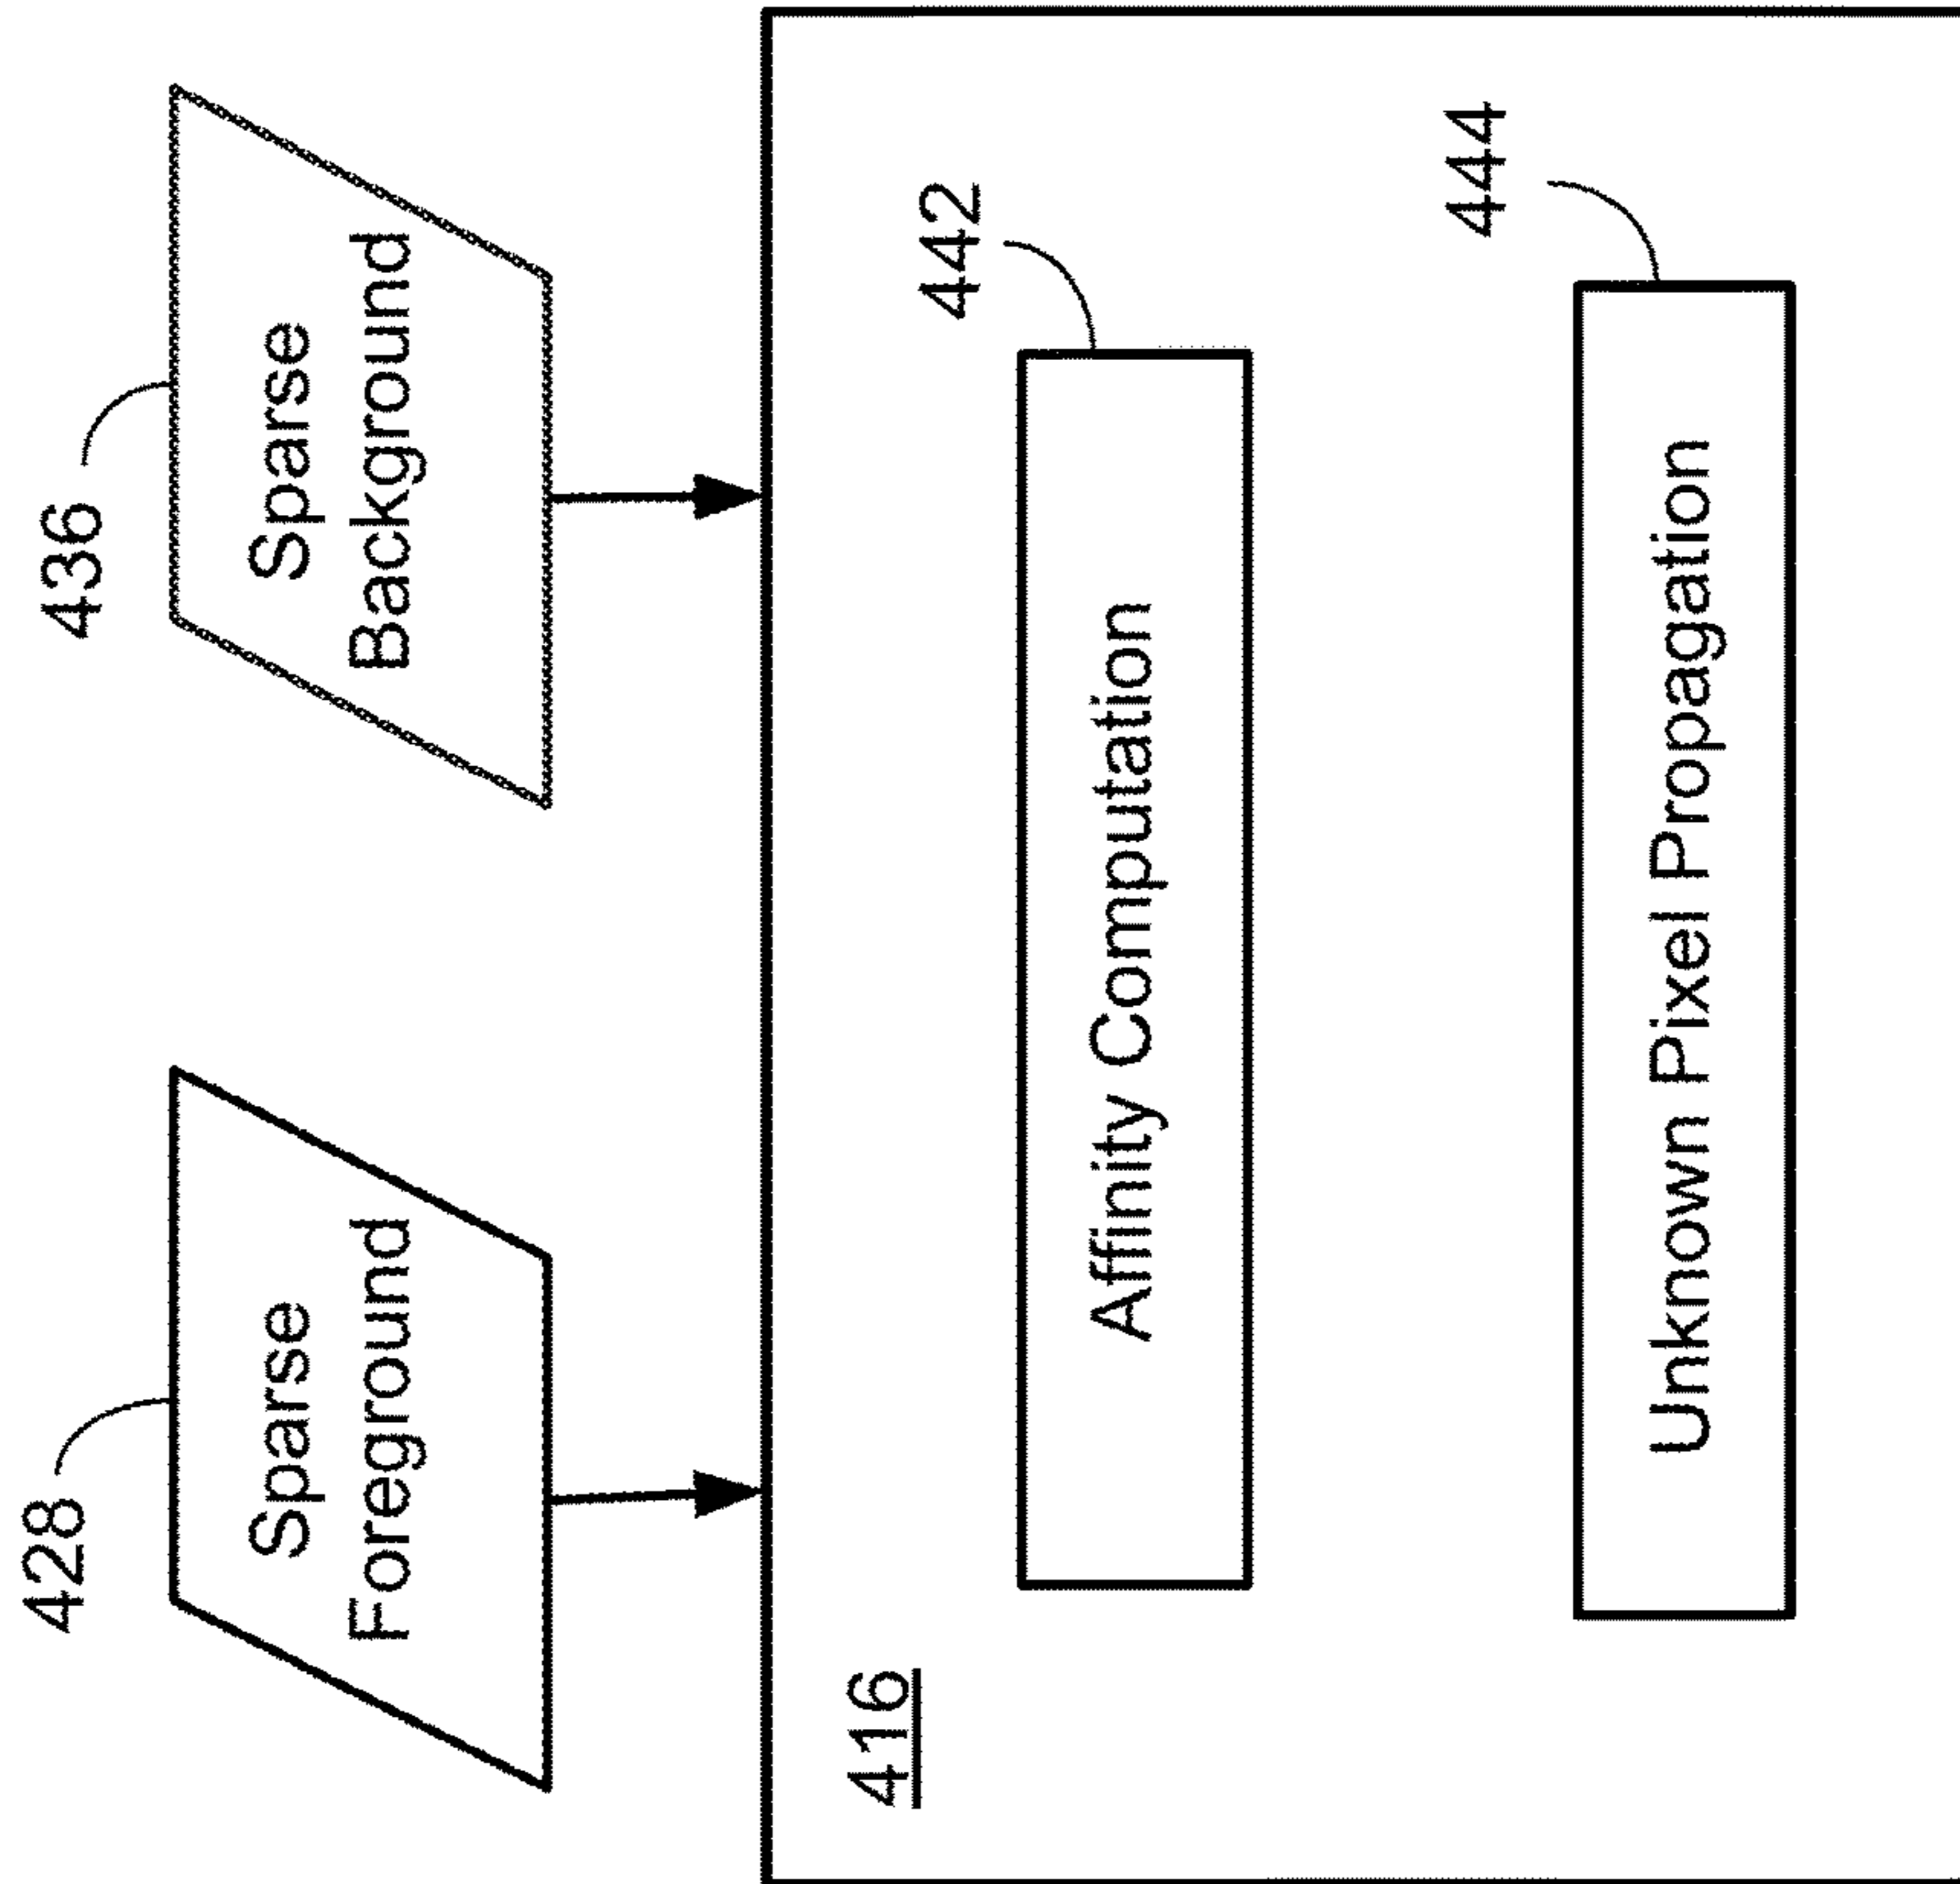 428
436
Sparse
Foreground
Sparse
Background
416
442
Affinity Computation
444
Unknown Pixel Propagation